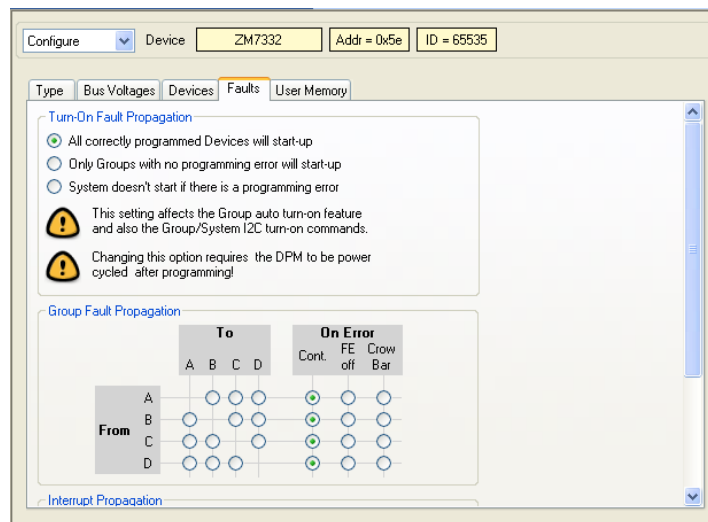 Configure Device ZM7332 Addr = 0x5e ID = 65535
Type Bus Voltages Devices Faults User Memory
Turn-On Fault Propagation
All correctly programmed Devices will start-up
Only Groups with no programming error will start-up
System doesn't start if there is a programming error
This setting affects the Group auto turn-on feature
and also the Group/System I2C turn-on commands.
Changing this option requires the DPM to be power
cycled after programming!
Group Fault Propagation
To On Error
A B C D Cont. FE off Crow Bar
From
A
B
C
D
Interrupt Propagation